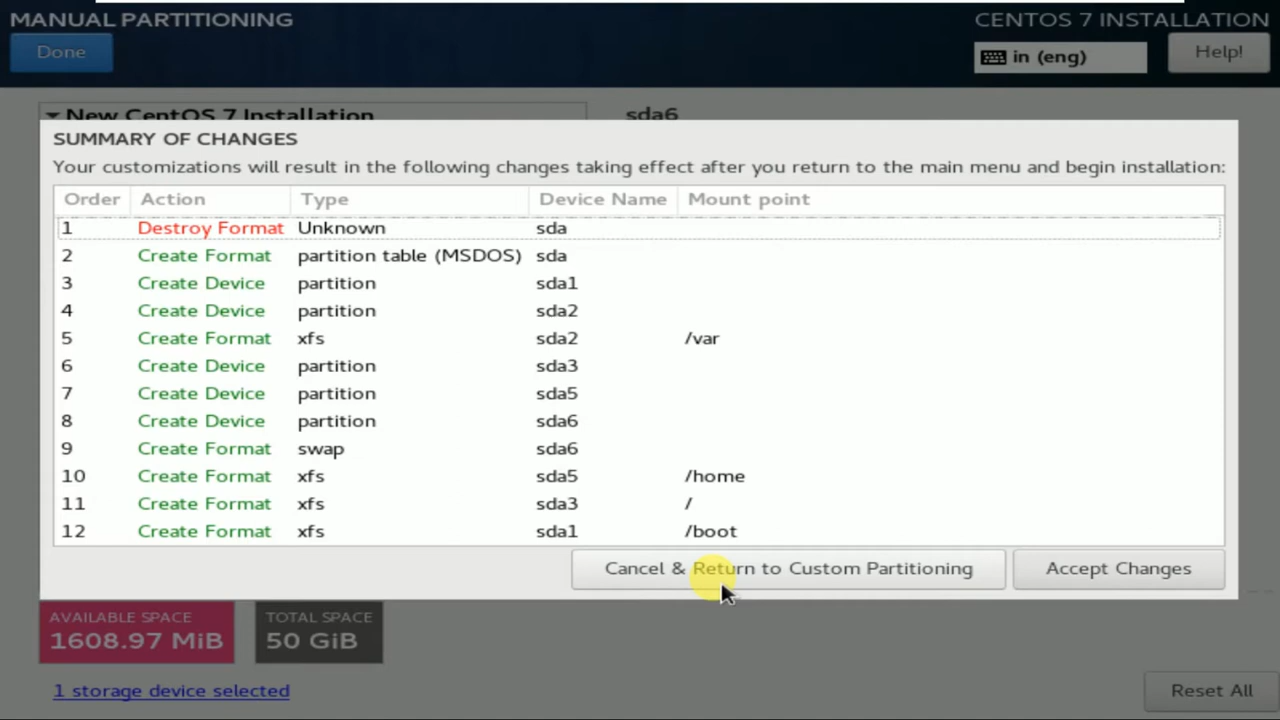 MANUAL PARTITIONING
CENTOS 7 INSTALLATION
Done
in (eng)
Help!
New CentOS 7 Installation
sda6
SUMMARY OF CHANGES
Your customizations will result in the following changes taking effect after you return to the main menu and begin installation:
Order Action Type Device Name Mount point
1 Destroy Format Unknown sda
2 Create Format partition table (MSDOS) sda
3 Create Device partition sda1
4 Create Device partition sda2
5 Create Format xfs sda2 /var
6 Create Device partition sda3
7 Create Device partition sda5
8 Create Device partition sda6
9 Create Format swap sda6
10 Create Format xfs sda5 /home
11 Create Format xfs sda3 /
12 Create Format xfs sda1 /boot
Cancel & Return to Custom Partitioning
Accept Changes
AVAILABLE SPACE
1608.97 MiB
TOTAL SPACE
50 GiB
1 storage device selected
Reset All